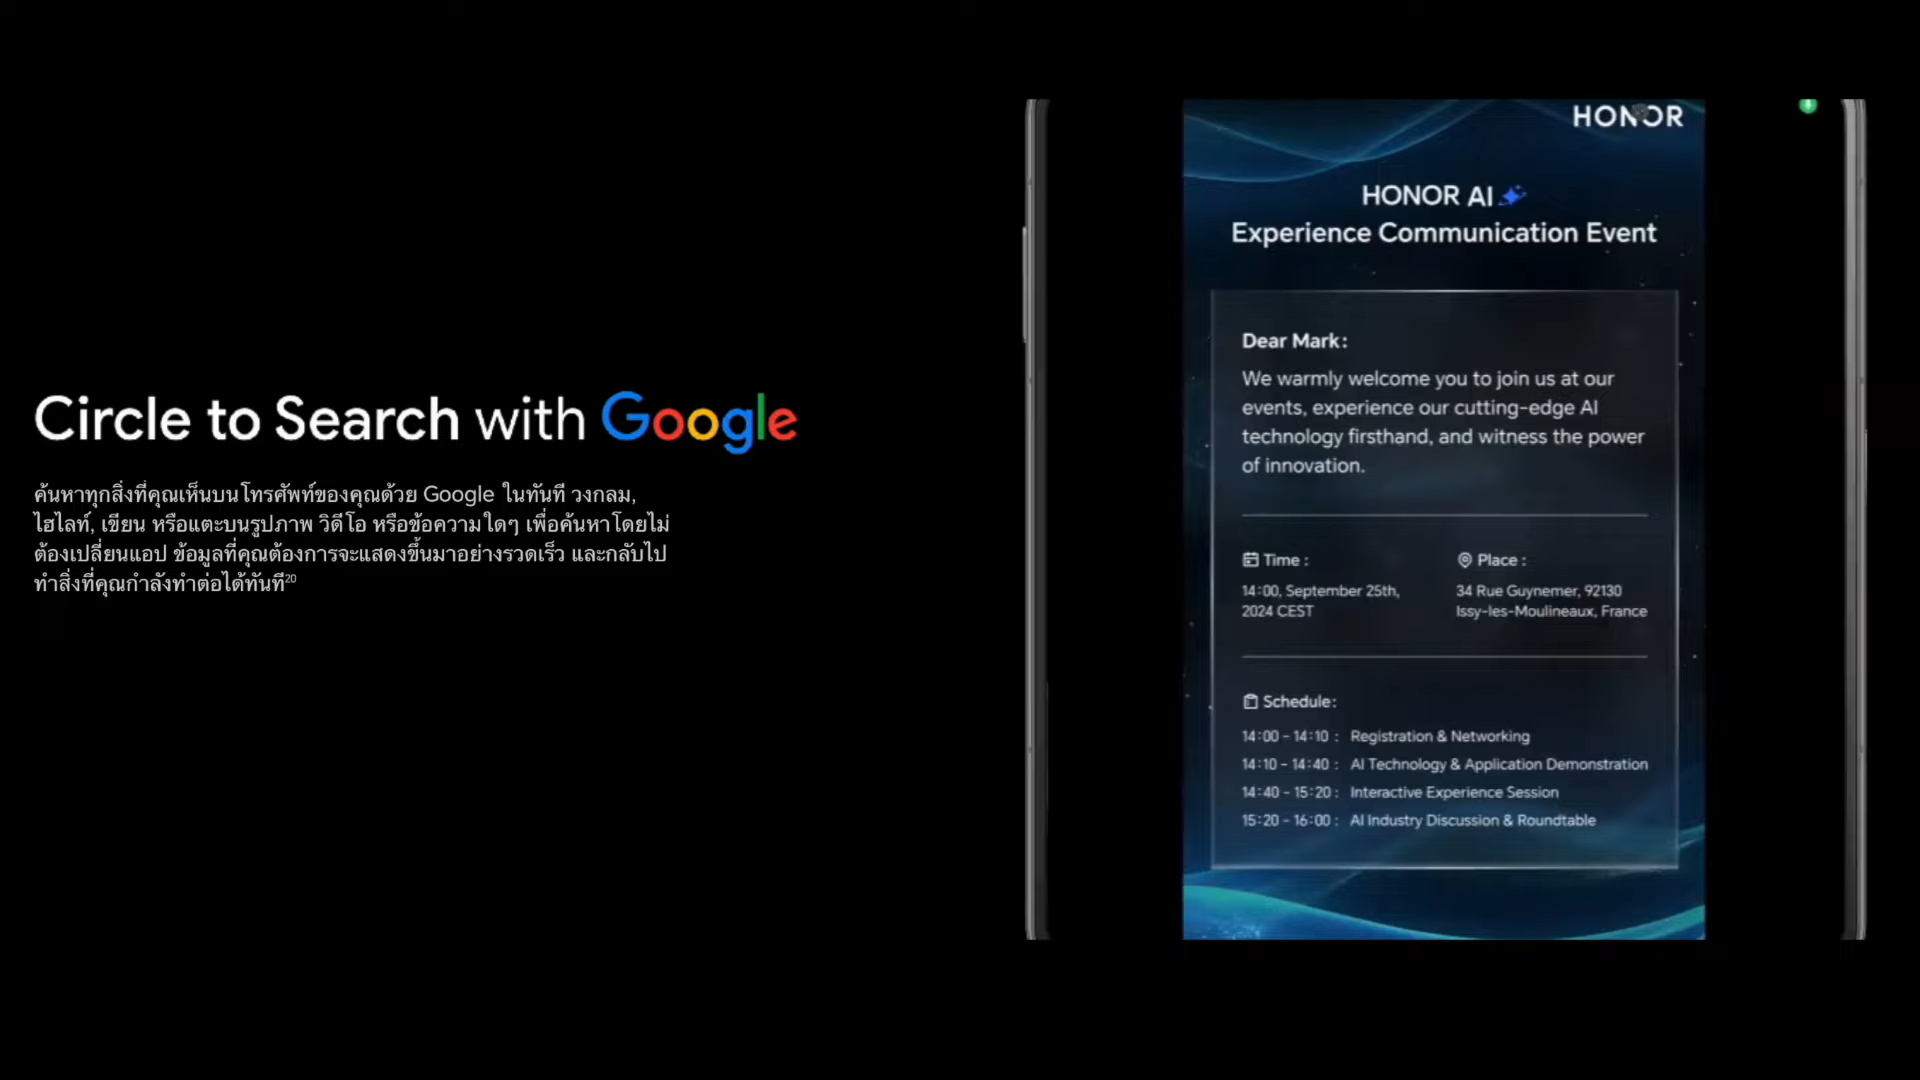 Circle to Search with Google
ค้นหาทุกสิ่งที่คุณเห็นบนโทรศัพท์ของคุณด้วย Google ในทันที วงกลม,
ไฮไลท์, เขียน หรือแตะบนรูปภาพ วิดีโอ หรือข้อความใดๆ เพื่อค้นหาโดยไม่
ต้องเปลี่ยนแอป ข้อมูลที่คุณต้องการจะแสดงขึ้นมาอย่างรวดเร็ว และกลับไป
ทำสิ่งที่คุณกำลังทำต่อได้ทันที²⁰
HONOR
HONOR AI
Experience Communication Event
Dear Mark:
We warmly welcome you to join us at our
events, experience our cutting-edge AI
technology firsthand, and witness the power
of innovation.
Time :
14:00, September 25th,
2024 CEST
Place :
34 Rue Guynemer, 92130
Issy-les-Moulineaux, France
Schedule:
14:00 - 14:10 : Registration & Networking
14:10 - 14:40 : AI Technology & Application Demonstration
14:40 - 15:20 : Interactive Experience Session
15:20 - 16:00 : AI Industry Discussion & Roundtable